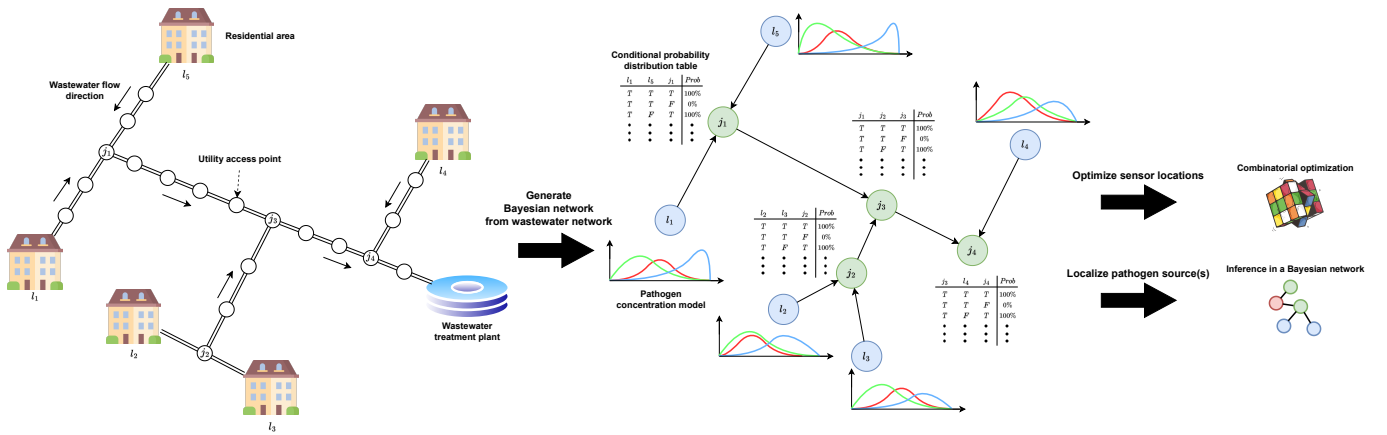 Residential area
l5
Wastewater flow
direction
j1
Utility access point
l4
j3
l1
j4
l2
j2
l3
Wastewater
treatment plant
Generate
Bayesian network
from wastewater network
Conditional probability
distribution table
l1 l5 j1 Prob
T T T 100%
T T F 0%
T F T 100%
l5
j1
l1
Pathogen
concentration model
j1 j2 j3 Prob
T T T 100%
T T F 0%
T F T 100%
l4
j3
l2 l3 j2 Prob
T T T 100%
T T F 0%
T F T 100%
j4
j2
l2
l3
j3 l4 j4 Prob
T T T 100%
T T F 0%
T F T 100%
Optimize sensor locations
Combinatorial optimization
Localize pathogen source(s)
Inference in a Bayesian network